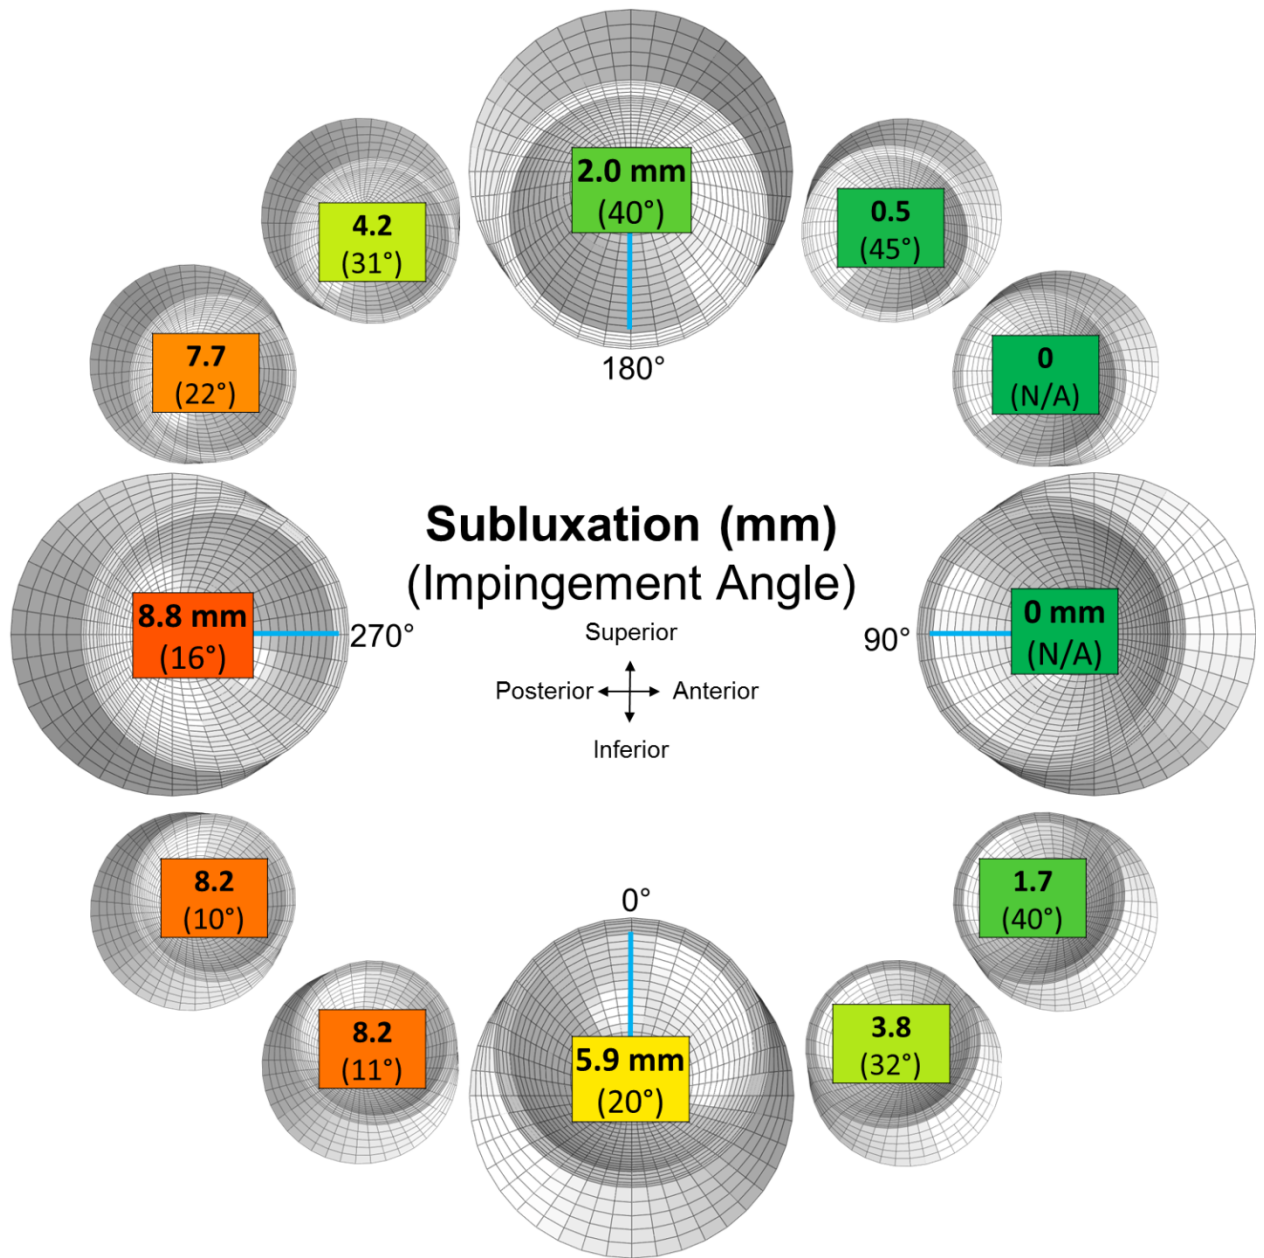 2.0 mm
(40°)
180°
0.5
(45°)
0
(N/A)
0 mm
(N/A)
90°
1.7
(40°)
3.8
(32°)
0°
5.9 mm
(20°)
8.2
(11°)
8.2
(10°)
8.8 mm
(16°)
270°
7.7
(22°)
4.2
(31°)
Subluxation (mm)
(Impingement Angle)
Superior
Posterior Anterior
Inferior